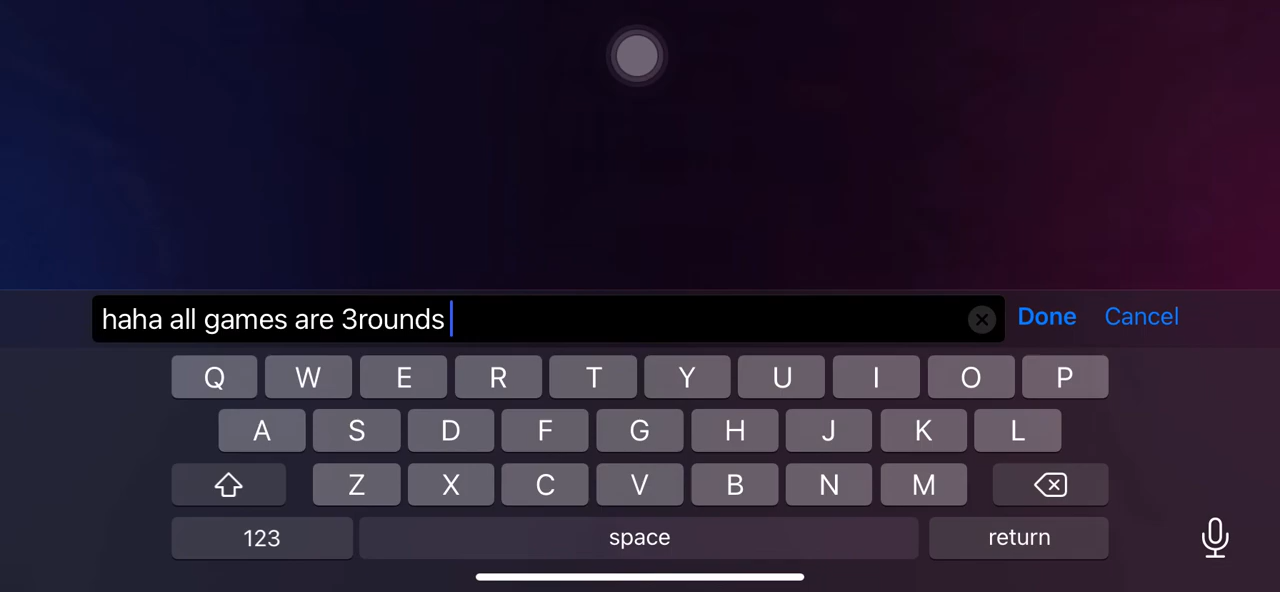 haha all games are 3rounds
Done
Cancel
Q W E R T Y U I O P
A S D F G H J K L
Z X C V B N M
123 space return